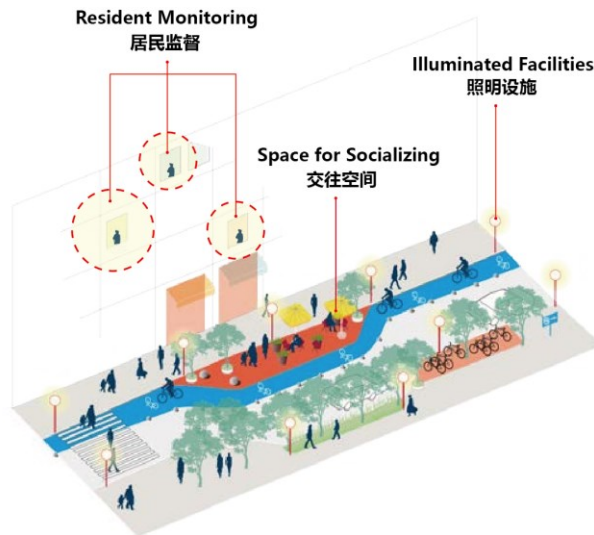 Resident Monitoring
居民监督
Illuminated Facilities
照明设施
Space for Socializing
交往空间